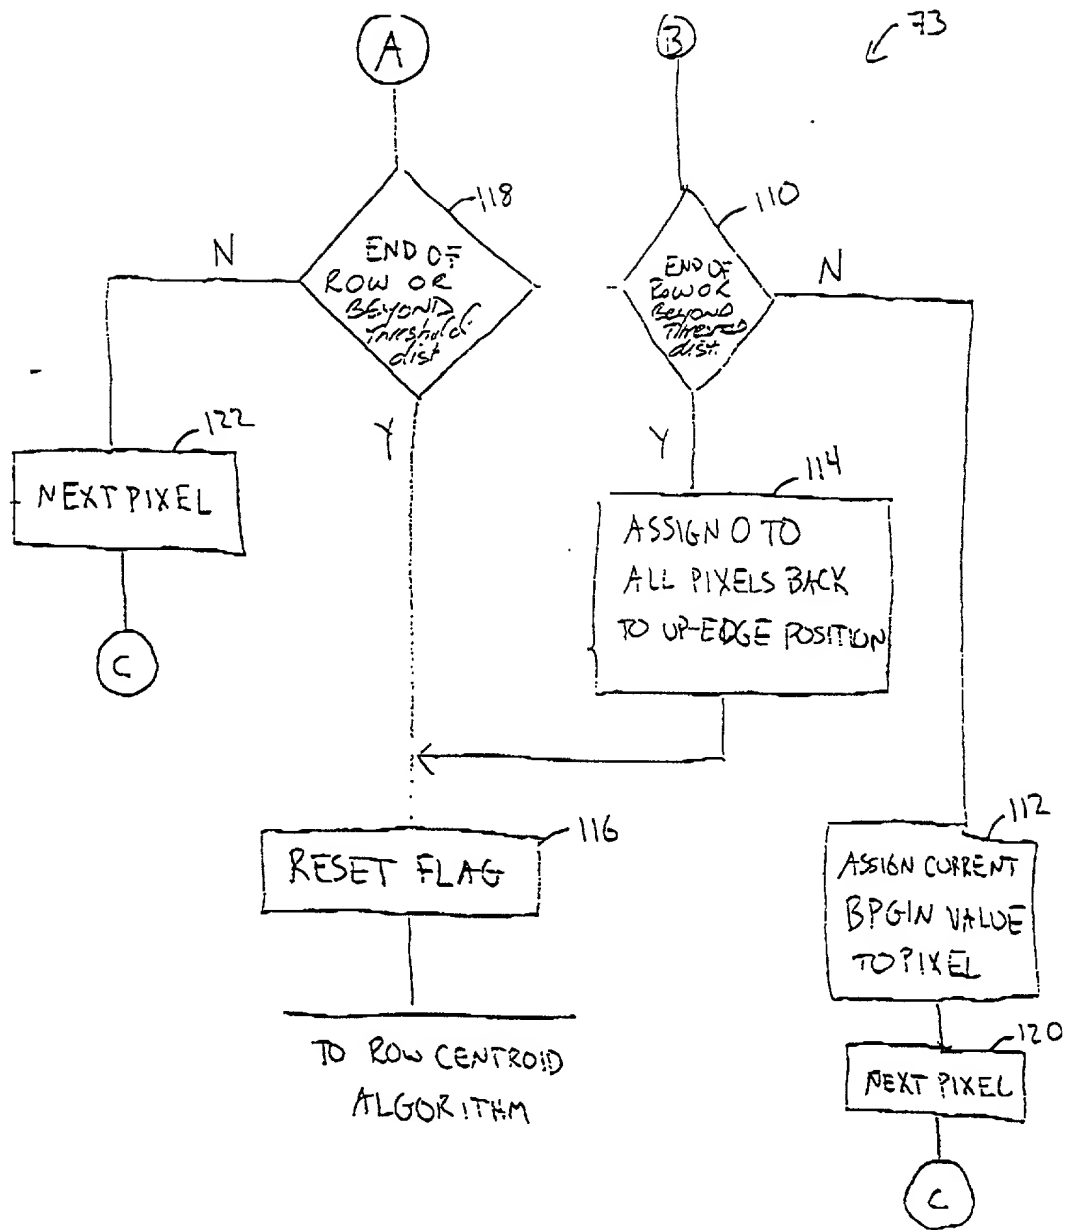 A
B
73
118
END OF
ROW OR
BEYOND
Threshold
dist
N
Y
110
END OF
ROW OR
BEYOND
dist.
N
Y
122
NEXT PIXEL
C
114
ASSIGN 0 TO
ALL PIXELS BACK
TO UP-EDGE POSITION
116
RESET FLAG
TO ROW CENTROID
ALGORITHM
112
ASSIGN CURRENT
BPGIN VALUE
TO PIXEL
120
NEXT PIXEL
C